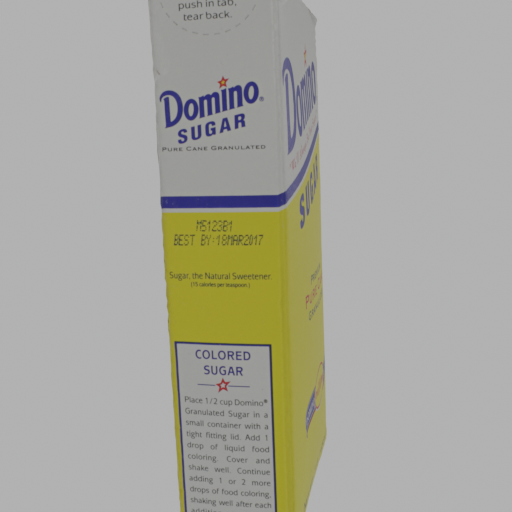 push in tab,
tear back.
Domino®
SUGAR
PURE CANE GRANULATED
M5123B1
BEST BY:18MAR2017
Sugar, the Natural Sweetener.
(15 calories per teaspoon.)
COLORED
SUGAR
Place 1/2 cup Domino®
Granulated Sugar in a
small container with a
tight fitting lid. Add 1
drop of liquid food
coloring. Cover and
shake well. Continue
adding 1 or 2 more
drops of food coloring,
shaking well after each
Domino
SUGAR